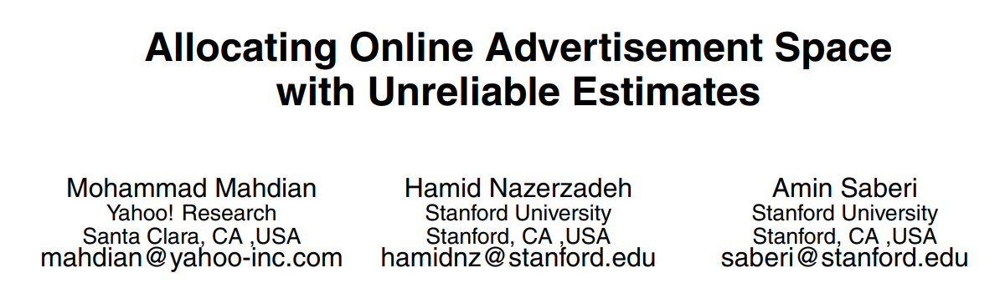 Allocating Online Advertisement Space
with Unreliable Estimates
Mohammad Mahdian
Yahoo! Research
Santa Clara, CA ,USA
mahdian@yahoo-inc.com
Hamid Nazerzadeh
Stanford University
Stanford, CA ,USA
hamidnz@stanford.edu
Amin Saberi
Stanford University
Stanford, CA ,USA
saberi@stanford.edu